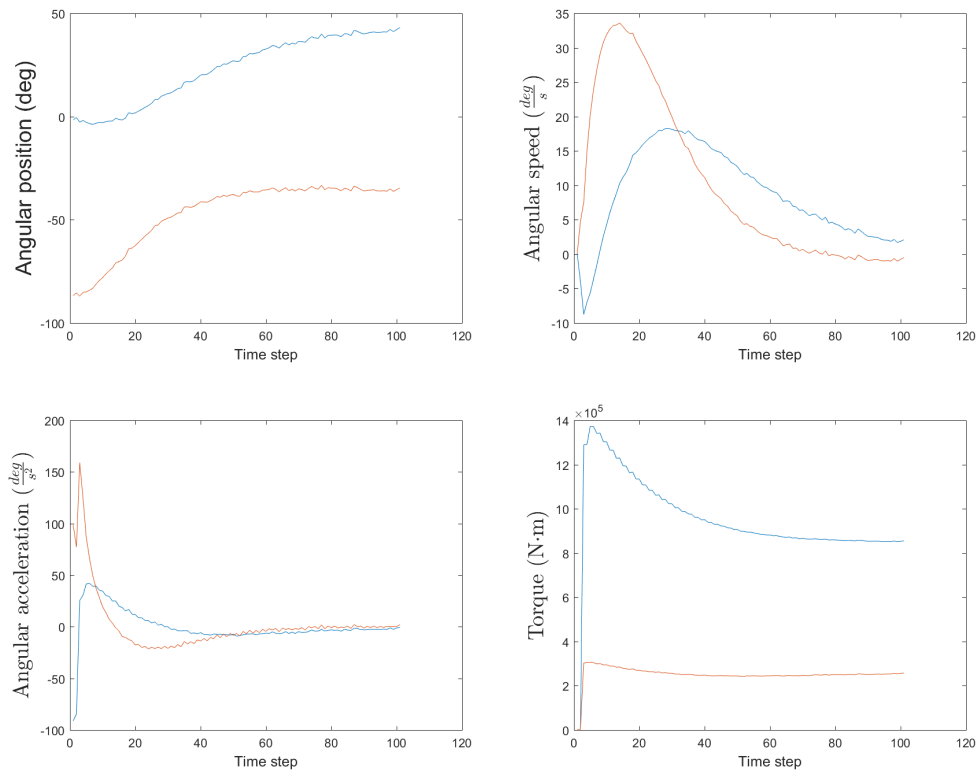 Angular position (deg)
50
0
-50
-100
0 20 40 60 80 100 120
Time step
Angular speed (deg/s)
35
30
25
20
15
10
5
0
-5
-10
0 20 40 60 80 100 120
Time step
Angular acceleration (deg/s²)
200
150
100
50
0
-50
-100
0 20 40 60 80 100 120
Time step
Torque (N·m)
×10⁵
14
12
10
8
6
4
2
0
0 20 40 60 80 100 120
Time step